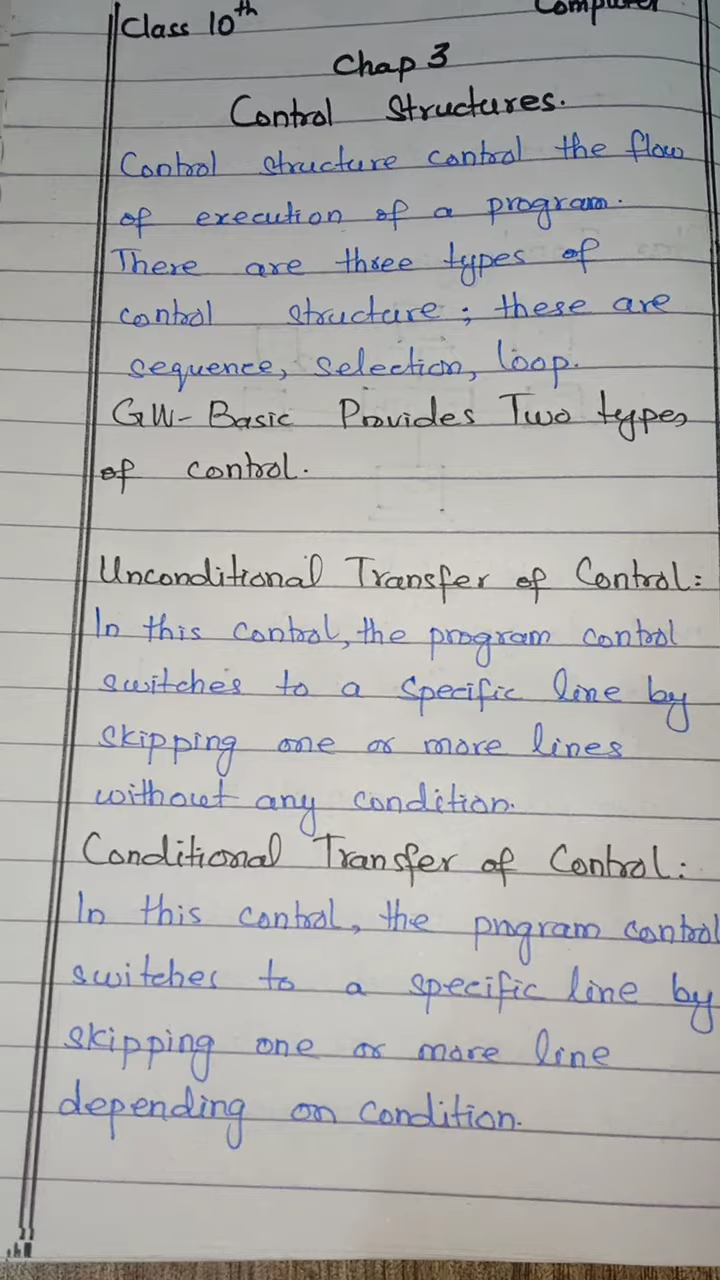 Class 10th Computer
Chap 3
Control Structures.
Control structure control the flow
of execution of a program.
There are three types of
control structure; these are
sequence, selection, loop.
GW-Basic Provides Two types
of control.
Unconditional Transfer of Control:
In this control, the program control
switches to a specific line by
skipping one or more lines
without any condition.
Conditional Transfer of Control:
In this control, the program control
switches to a specific line by
skipping one or more line
depending on condition.